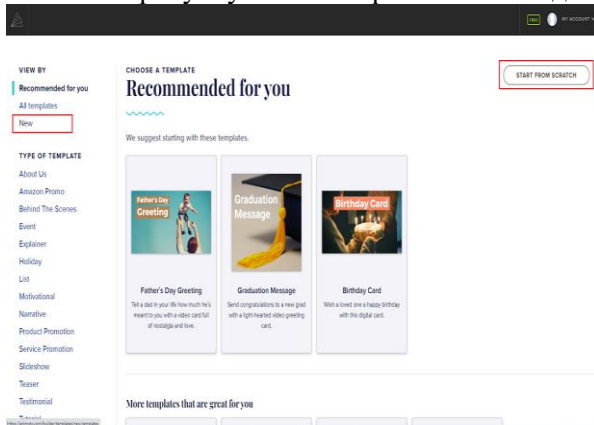 MY ACCOUNT
VIEW BY
Recommended for you
All templates
New
TYPE OF TEMPLATE
About Us
Amazon Promo
Behind The Scenes
Event
Explainer
Holiday
List
Motivational
Narrative
Product Promotion
Service Promotion
Slideshow
Teaser
Testimonial
CHOOSE A TEMPLATE
Recommended for you
START FROM SCRATCH
We suggest starting with these templates.
Father's Day
Greeting
Father's Day Greeting
Tell a dad in your life how much he's
meant to you with a video card full
of nostalgia and love.
Graduation
Message
Graduation Message
Send congratulations to a new grad
with a light-hearted video greeting
card.
Birthday Card
Birthday Card
Wish a loved one a happy birthday
with this digital card.
More templates that are great for you